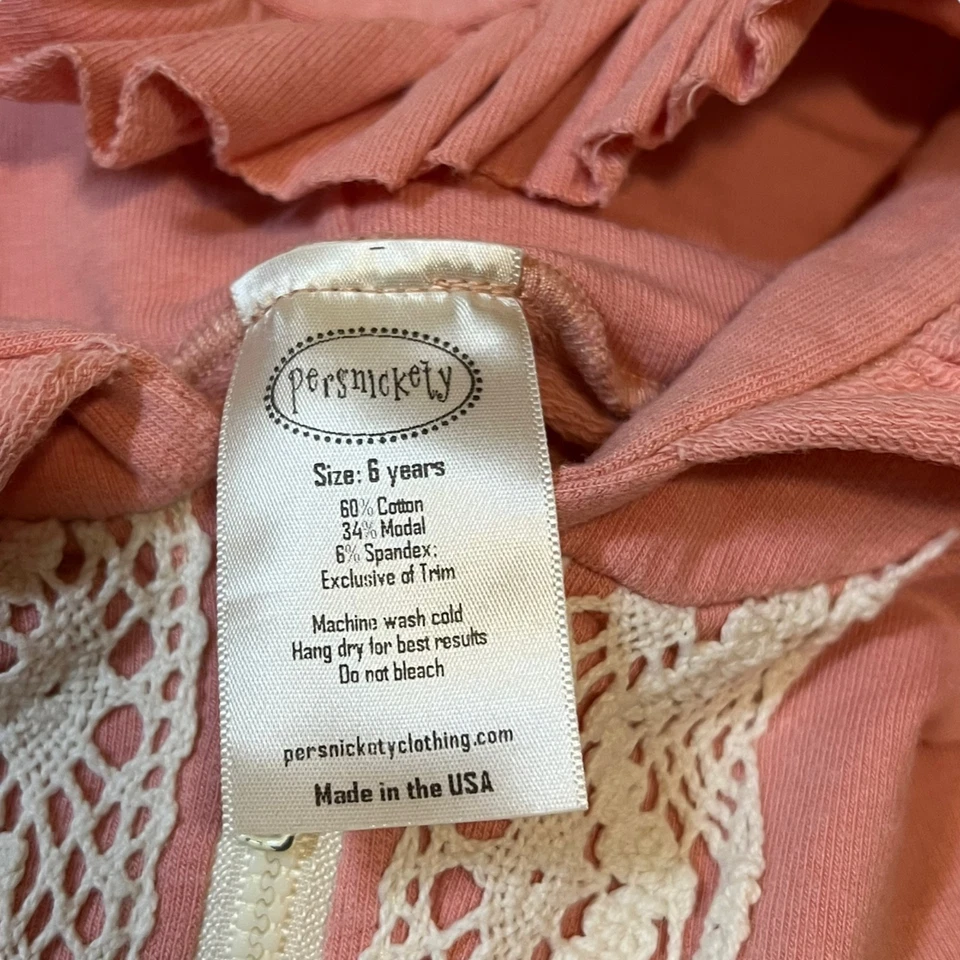 persnickety
Size: 6 years
60% Cotton
34% Modal
6% Spandex;
Exclusive of Trim
Machine wash cold
Hang dry for best results
Do not bleach
persnicketyclothing.com
Made in the USA